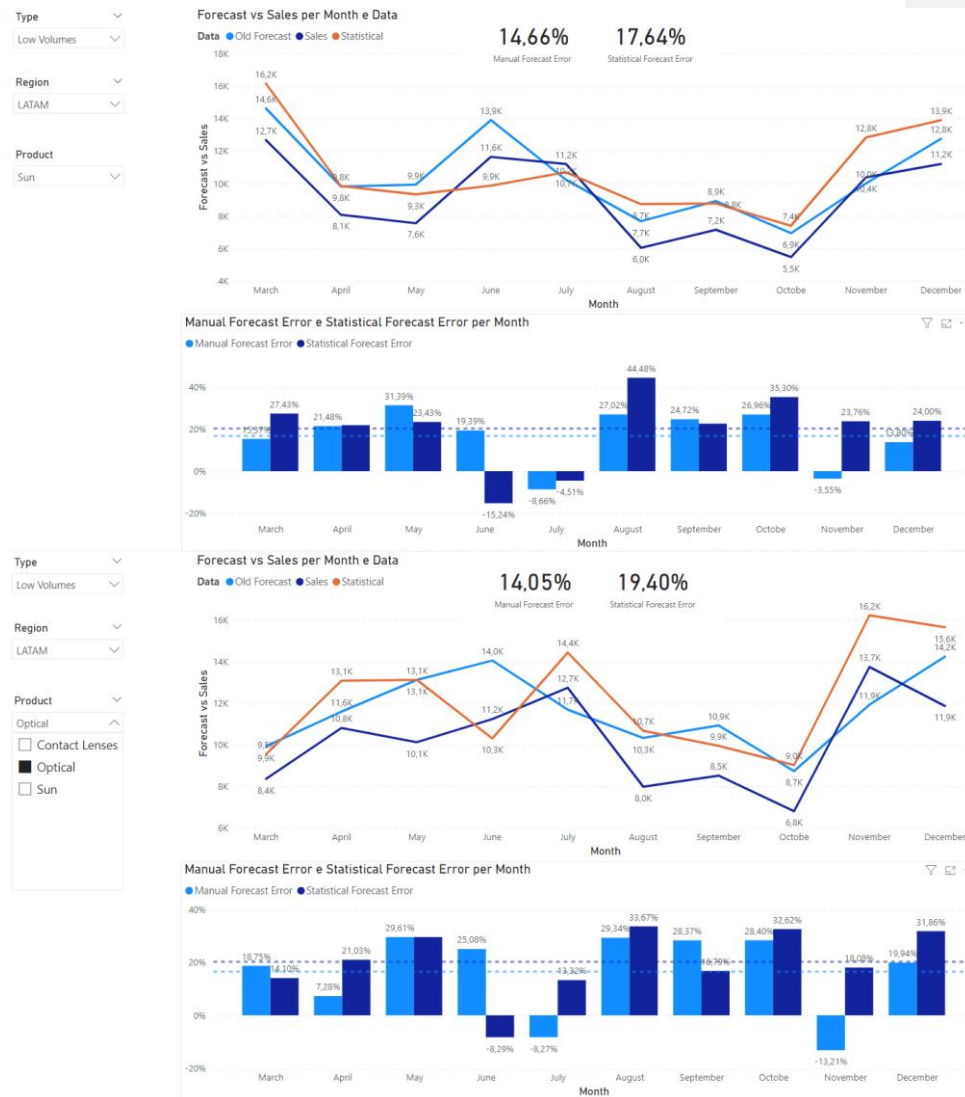 Type
Low Volumes
Region
LATAM
Product
Sun
Forecast vs Sales per Month e Data
Data Old Forecast Sales Statistical
14,66%
Manual Forecast Error
17,64%
Statistical Forecast Error
Forecast vs Sales
18K
16K
14K
12K
10K
8K
6K
4K
16,2K
14,6K
12,7K
9,8K
9,8K
8,1K
9,9K
9,3K
7,6K
13,9K
11,6K
9,9K
11,2K
10,7K
8,7K
7,7K
6,0K
8,9K
8,8K
7,2K
7,4K
6,9K
5,5K
12,8K
10,0K
10,4K
13,9K
12,8K
11,2K
March April May June July August September Octobe November December
Month
Manual Forecast Error e Statistical Forecast Error per Month
Manual Forecast Error Statistical Forecast Error
40%
20%
0%
-20%
27,43%
21,48%
31,39%
23,43%
19,39%
-15,24%
-8,66%
-4,51%
27,02%
44,48%
24,72%
26,96%
35,30%
-3,55%
23,76%
13,80%
24,00%
March April May June July August September Octobe November December
Month
Type
Low Volumes
Region
LATAM
Product
Optical
Contact Lenses
Optical
Sun
Forecast vs Sales per Month e Data
Data Old Forecast Sales Statistical
14,05%
Manual Forecast Error
19,40%
Statistical Forecast Error
Forecast vs Sales
16K
14K
12K
10K
8K
6K
9,9K
8,4K
13,1K
11,6K
10,8K
13,1K
13,1K
10,1K
14,0K
11,2K
10,3K
14,4K
12,7K
11,7K
10,7K
10,3K
8,0K
10,9K
9,9K
8,5K
9,0K
8,7K
6,8K
16,2K
13,7K
11,9K
15,6K
14,2K
11,9K
March April May June July August September Octobe November December
Month
Manual Forecast Error e Statistical Forecast Error per Month
Manual Forecast Error Statistical Forecast Error
40%
20%
0%
-20%
18,75%
14,10%
7,28%
21,03%
29,61%
25,08%
-8,29%
-8,27%
13,32%
29,34%
33,67%
28,37%
16,79%
28,40%
32,62%
-13,21%
18,08%
19,94%
31,86%
March April May June July August September Octobe November December
Month